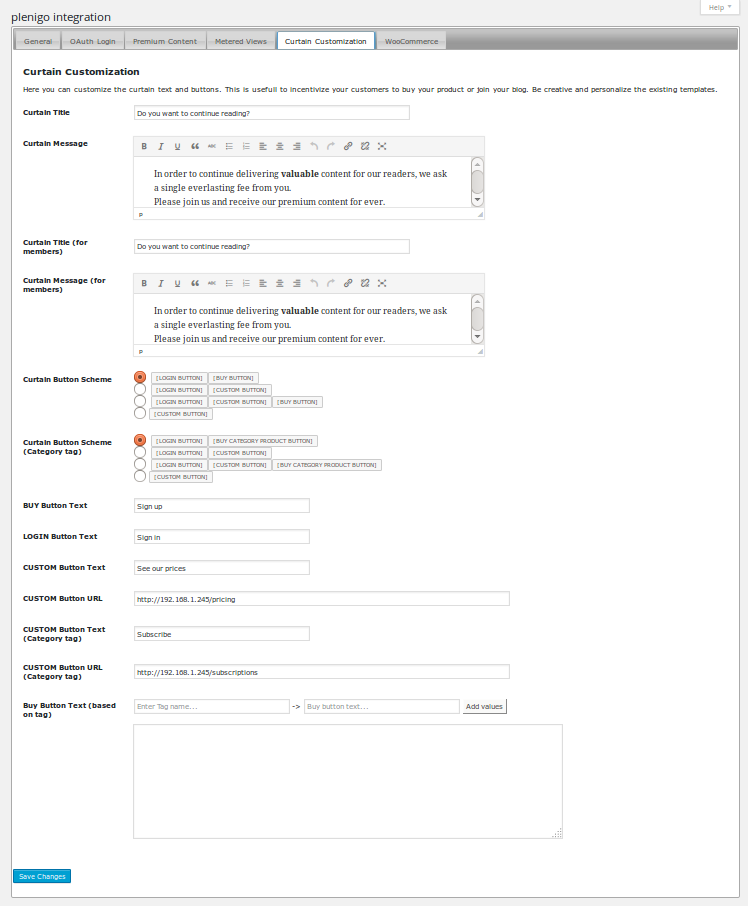 Help
plenigo integration
General OAuth Login Premium Content Metered Views Curtain Customization WooCommerce
Curtain Customization
Here you can customize the curtain text and buttons. This is usefull to incentivize your customers to buy your product or join your blog. Be creative and personalize the existing templates.
Curtain Title Do you want to continue reading?
Curtain Message
B I U “ ABC
In order to continue delivering valuable content for our readers, we ask
a single everlasting fee from you.
Please join us and receive our premium content for ever.
p
Curtain Title (for
members)
Do you want to continue reading?
Curtain Message (for
members)
B I U “ ABC
In order to continue delivering valuable content for our readers, we ask
a single everlasting fee from you.
Please join us and receive our premium content for ever.
p
Curtain Button Scheme
[LOGIN BUTTON] [BUY BUTTON]
[LOGIN BUTTON] [CUSTOM BUTTON]
[LOGIN BUTTON] [CUSTOM BUTTON] [BUY BUTTON]
[CUSTOM BUTTON]
Curtain Button Scheme
(Category tag)
[LOGIN BUTTON] [BUY CATEGORY PRODUCT BUTTON]
[LOGIN BUTTON] [CUSTOM BUTTON]
[LOGIN BUTTON] [CUSTOM BUTTON] [BUY CATEGORY PRODUCT BUTTON]
[CUSTOM BUTTON]
BUY Button Text Sign up
LOGIN Button Text Sign in
CUSTOM Button Text See our prices
CUSTOM Button URL http://192.168.1.245/pricing
CUSTOM Button Text
(Category tag)
Subscribe
CUSTOM Button URL
(Category tag)
http://192.168.1.245/subscriptions
Buy Button Text (based
on tag)
Enter Tag name... -> Buy button text... Add values
Save Changes